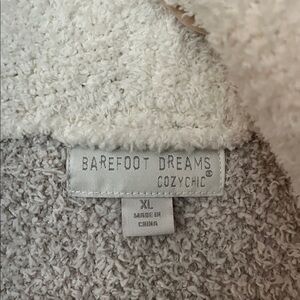 BAREFOOT DREAMS
COZYCHIC®
XL
MADE IN
CHINA